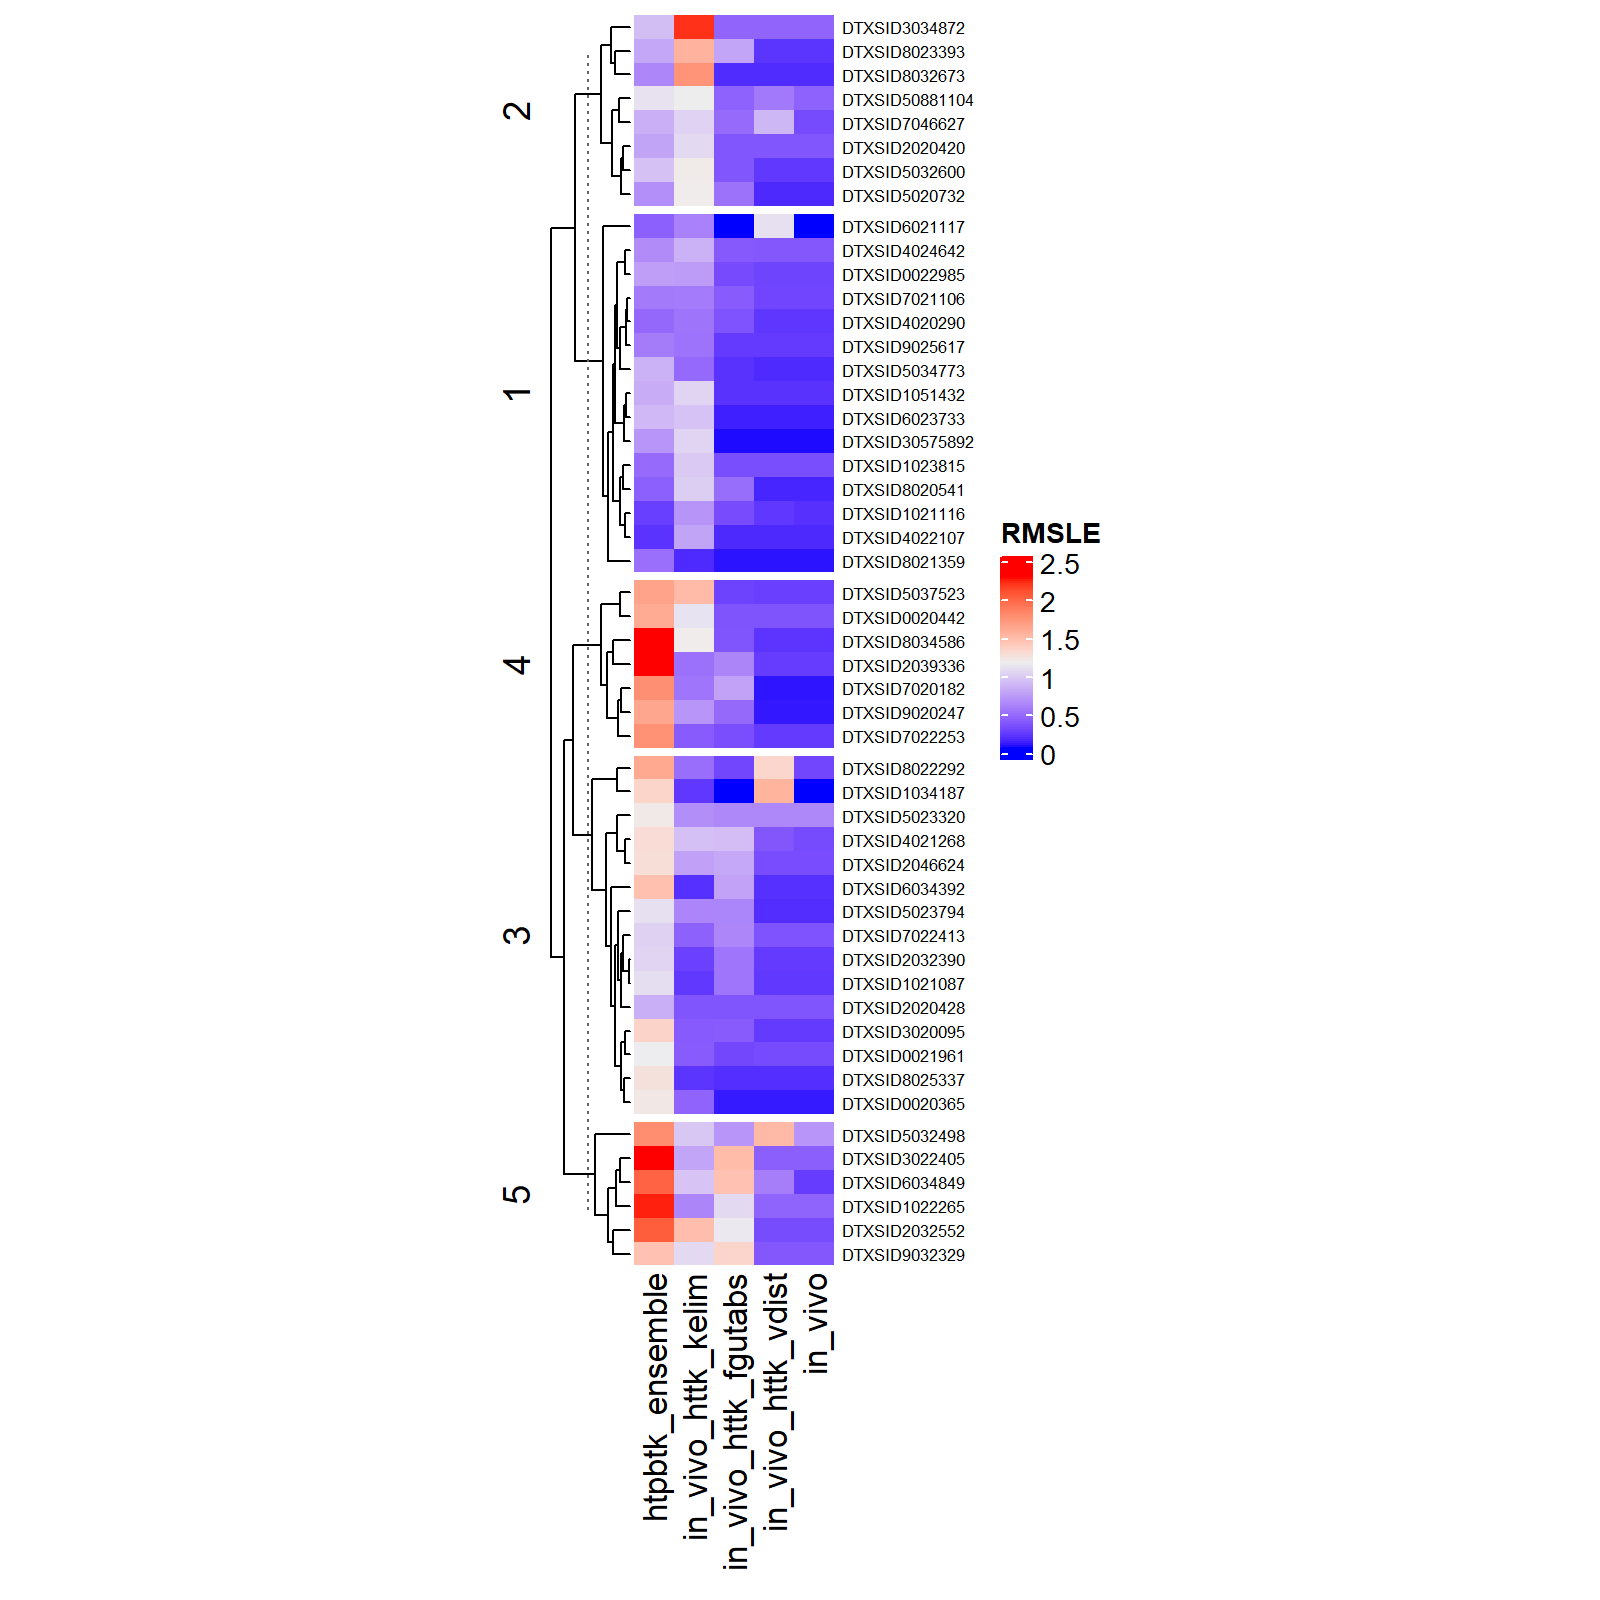 2
DTXSID3034872
DTXSID8023393
DTXSID8032673
DTXSID50881104
DTXSID7046627
DTXSID2020420
DTXSID5032600
DTXSID5020732
1
DTXSID6021117
DTXSID4024642
DTXSID0022985
DTXSID7021106
DTXSID4020290
DTXSID9025617
DTXSID5034773
DTXSID1051432
DTXSID6023733
DTXSID30575892
DTXSID1023815
DTXSID8020541
DTXSID1021116
DTXSID4022107
DTXSID8021359
4
DTXSID5037523
DTXSID0020442
DTXSID8034586
DTXSID2039336
DTXSID7020182
DTXSID9020247
DTXSID7022253
3
DTXSID8022292
DTXSID1034187
DTXSID5023320
DTXSID4021268
DTXSID2046624
DTXSID6034392
DTXSID5023794
DTXSID7022413
DTXSID2032390
DTXSID1021087
DTXSID2020428
DTXSID3020095
DTXSID0021961
DTXSID8025337
DTXSID0020365
5
DTXSID5032498
DTXSID3022405
DTXSID6034849
DTXSID1022265
DTXSID2032552
DTXSID9032329
htpbtk_ensemble
in_vivo_httk_kelim
in_vivo_httk_fgutabs
in_vivo_httk_vdist
in_vivo
RMSLE
2.5
2
1.5
1
0.5
0